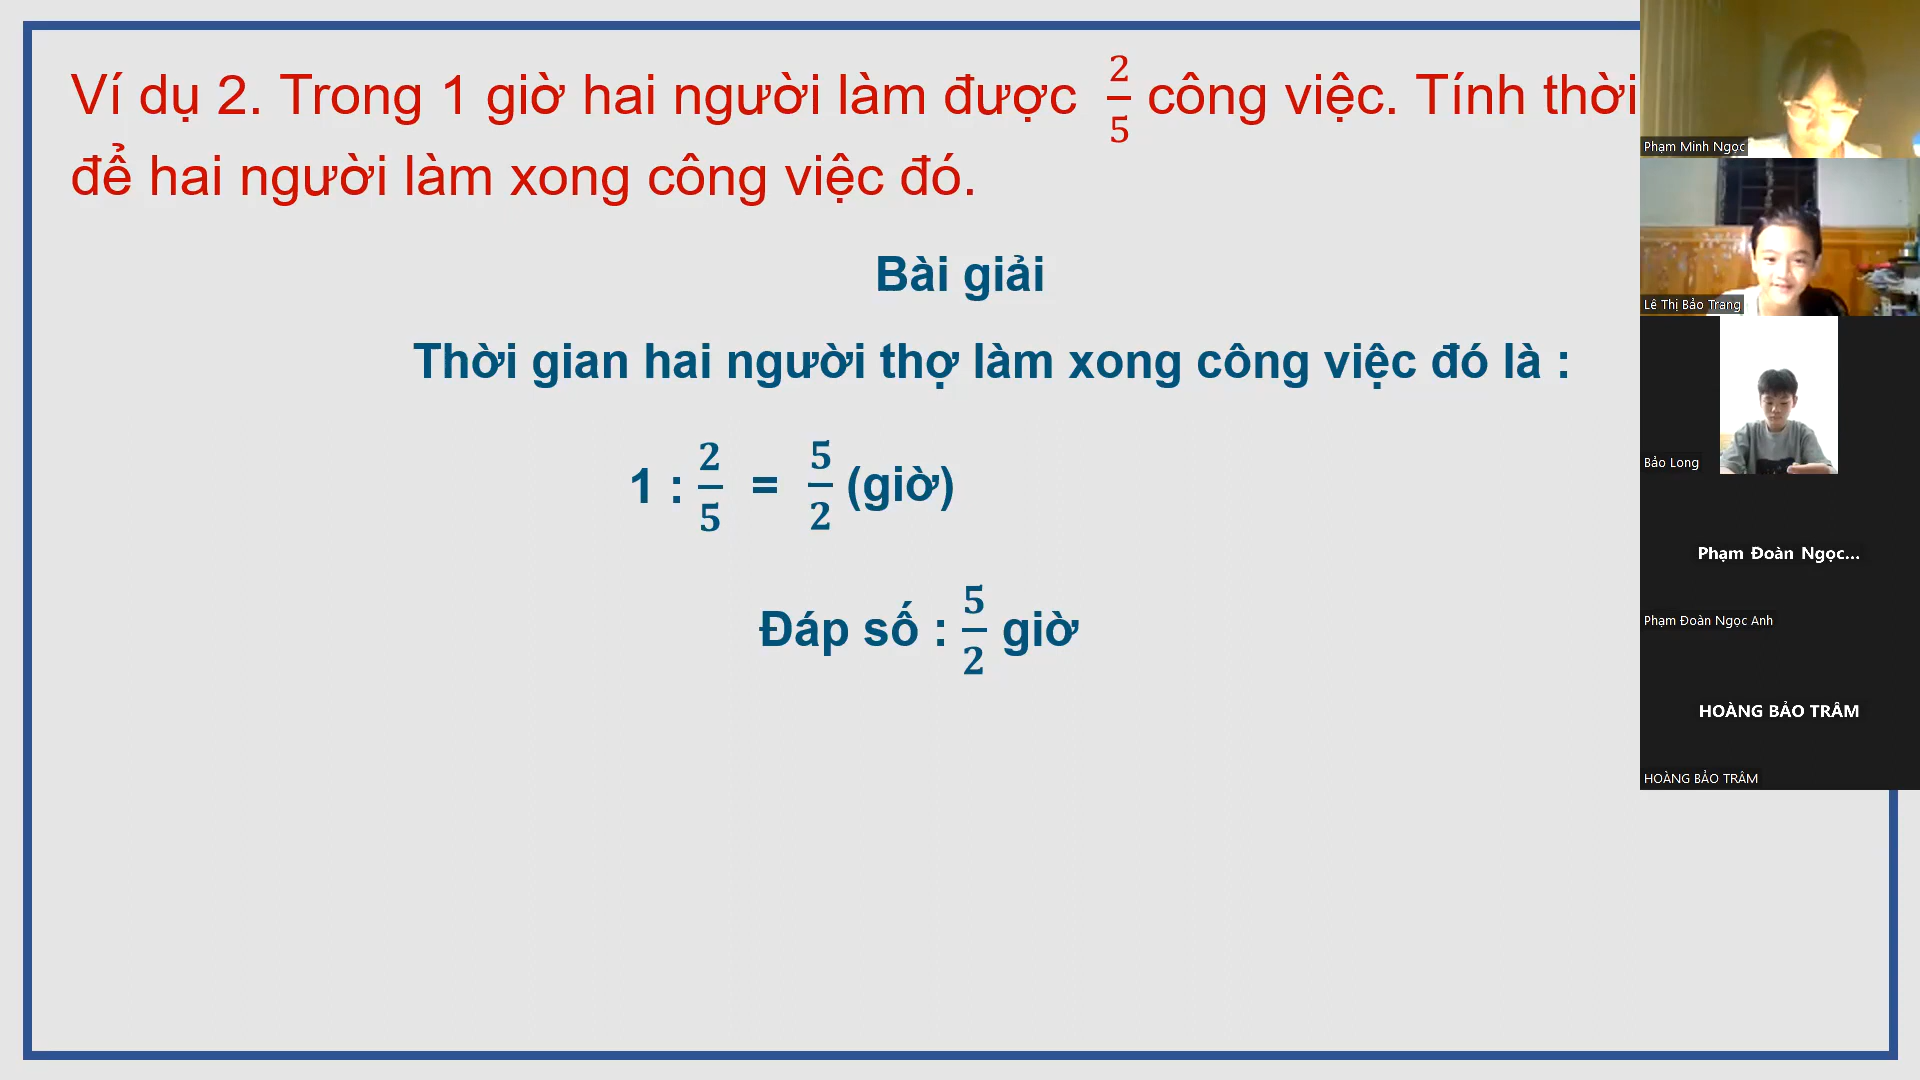 Ví dụ 2. Trong 1 giờ hai người làm được 2/5 công việc. Tính thời
để hai người làm xong công việc đó.
Bài giải
Thời gian hai người thợ làm xong công việc đó là :
1 : 2/5 = 5/2 (giờ)
Đáp số : 5/2 giờ
Phạm Minh Ngọc
Lê Thị Bảo Trang
Bảo Long
Phạm Đoàn Ngọc...
Phạm Đoàn Ngọc Anh
HOÀNG BẢO TRÂM
HOÀNG BẢO TRÂM